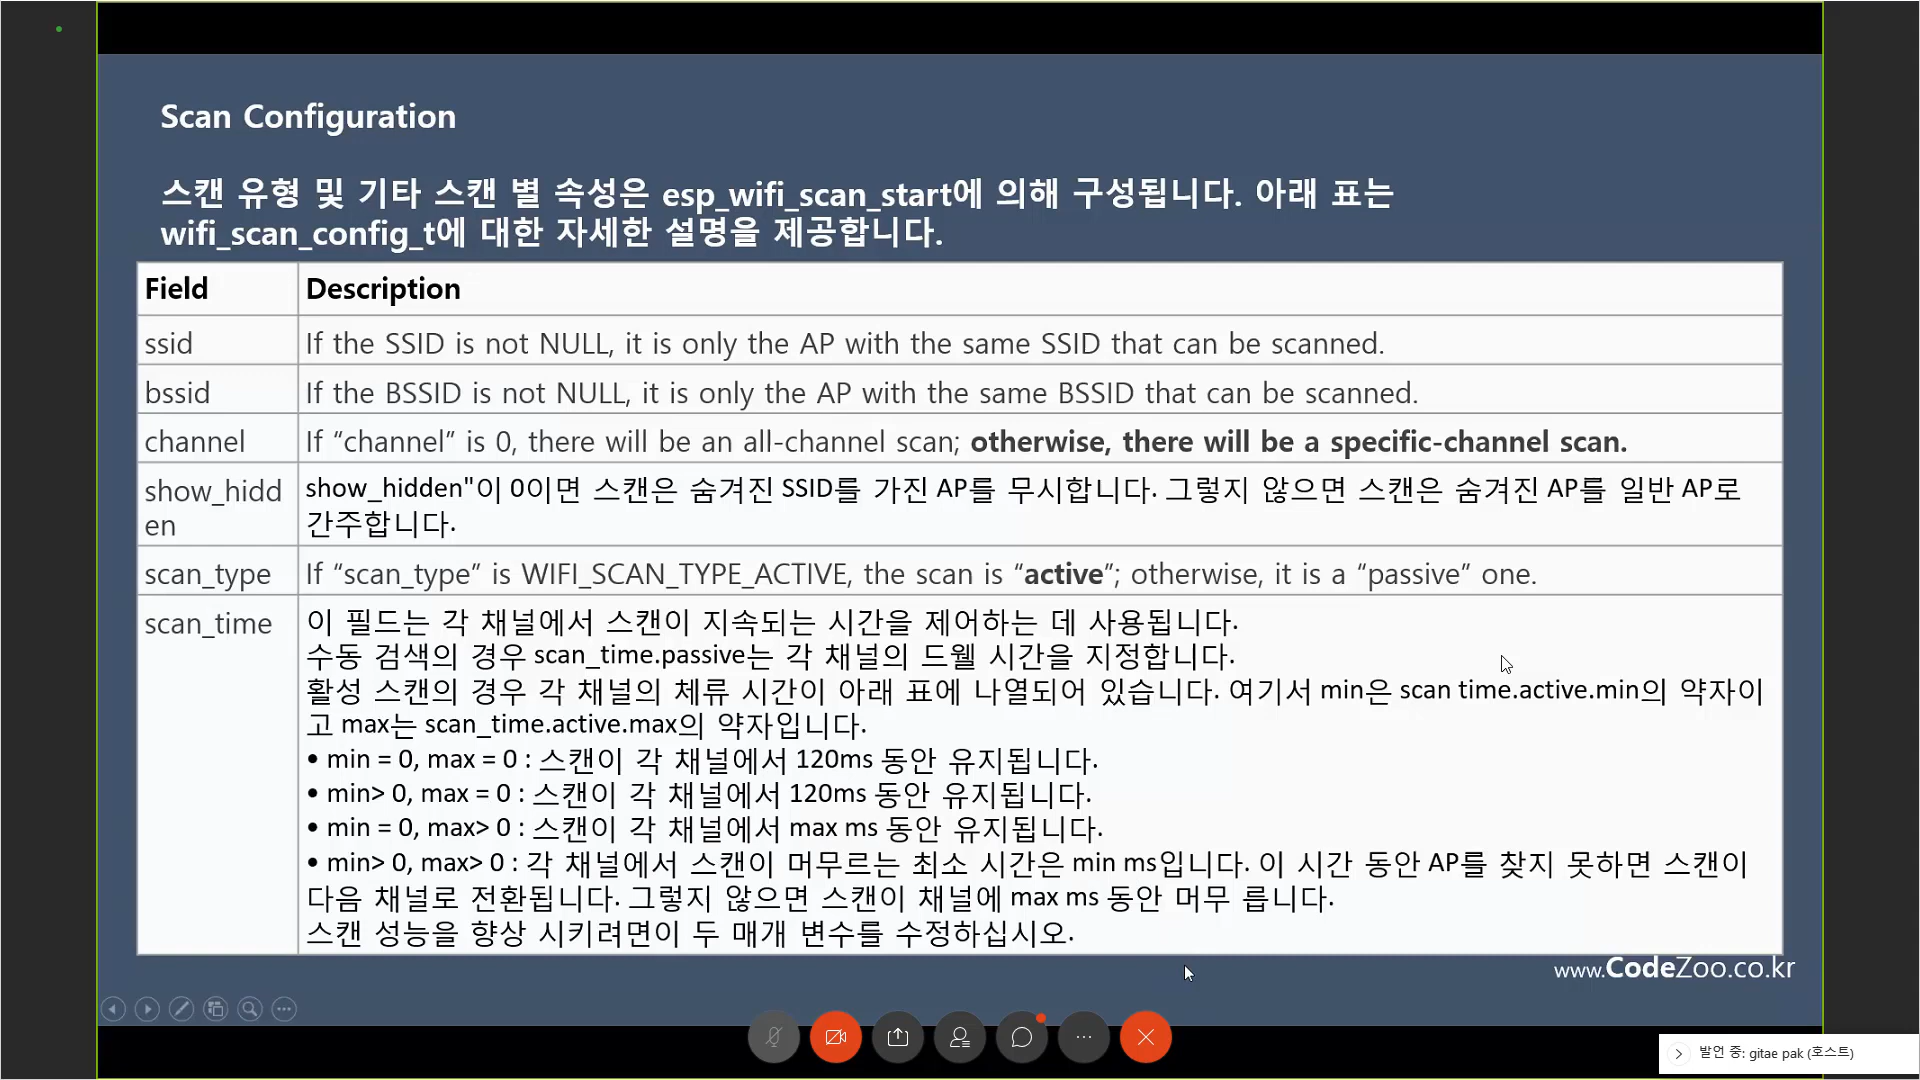 Scan Configuration
스캔 유형 및 기타 스캔 별 속성은 esp_wifi_scan_start에 의해 구성됩니다. 아래 표는
wifi_scan_config_t에 대한 자세한 설명을 제공합니다.
Field Description
ssid If the SSID is not NULL, it is only the AP with the same SSID that can be scanned.
bssid If the BSSID is not NULL, it is only the AP with the same BSSID that can be scanned.
channel If “channel” is 0, there will be an all-channel scan; otherwise, there will be a specific-channel scan.
show_hidd
en
show_hidden"이 0이면 스캔은 숨겨진 SSID를 가진 AP를 무시합니다. 그렇지 않으면 스캔은 숨겨진 AP를 일반 AP로
간주합니다.
scan_type If “scan_type” is WIFI_SCAN_TYPE_ACTIVE, the scan is “active”; otherwise, it is a “passive” one.
scan_time 이 필드는 각 채널에서 스캔이 지속되는 시간을 제어하는 데 사용됩니다.
수동 검색의 경우 scan_time.passive는 각 채널의 드웰 시간을 지정합니다.
활성 스캔의 경우 각 채널의 체류 시간이 아래 표에 나열되어 있습니다. 여기서 min은 scan time.active.min의 약자이
고 max는 scan_time.active.max의 약자입니다.
• min = 0, max = 0 : 스캔이 각 채널에서 120ms 동안 유지됩니다.
• min> 0, max = 0 : 스캔이 각 채널에서 120ms 동안 유지됩니다.
• min = 0, max> 0 : 스캔이 각 채널에서 max ms 동안 유지됩니다.
• min> 0, max> 0 : 각 채널에서 스캔이 머무르는 최소 시간은 min ms입니다. 이 시간 동안 AP를 찾지 못하면 스캔이
다음 채널로 전환됩니다. 그렇지 않으면 스캔이 채널에 max ms 동안 머무 릅니다.
스캔 성능을 향상 시키려면이 두 매개 변수를 수정하십시오.
www.CodeZoo.co.kr
발언 중: gitae pak (호스트)